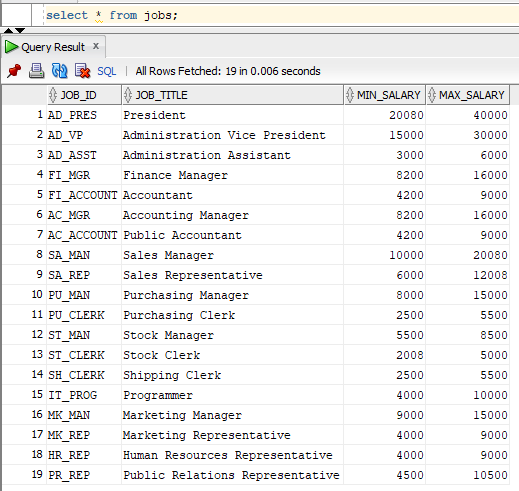 select * from jobs;
Query Result x
SQL | All Rows Fetched: 19 in 0.006 seconds
JOB_ID JOB_TITLE MIN_SALARY MAX_SALARY
1 AD_PRES President 20080 40000
2 AD_VP Administration Vice President 15000 30000
3 AD_ASST Administration Assistant 3000 6000
4 FI_MGR Finance Manager 8200 16000
5 FI_ACCOUNT Accountant 4200 9000
6 AC_MGR Accounting Manager 8200 16000
7 AC_ACCOUNT Public Accountant 4200 9000
8 SA_MAN Sales Manager 10000 20080
9 SA_REP Sales Representative 6000 12008
10 PU_MAN Purchasing Manager 8000 15000
11 PU_CLERK Purchasing Clerk 2500 5500
12 ST_MAN Stock Manager 5500 8500
13 ST_CLERK Stock Clerk 2008 5000
14 SH_CLERK Shipping Clerk 2500 5500
15 IT_PROG Programmer 4000 10000
16 MK_MAN Marketing Manager 9000 15000
17 MK_REP Marketing Representative 4000 9000
18 HR_REP Human Resources Representative 4000 9000
19 PR_REP Public Relations Representative 4500 10500